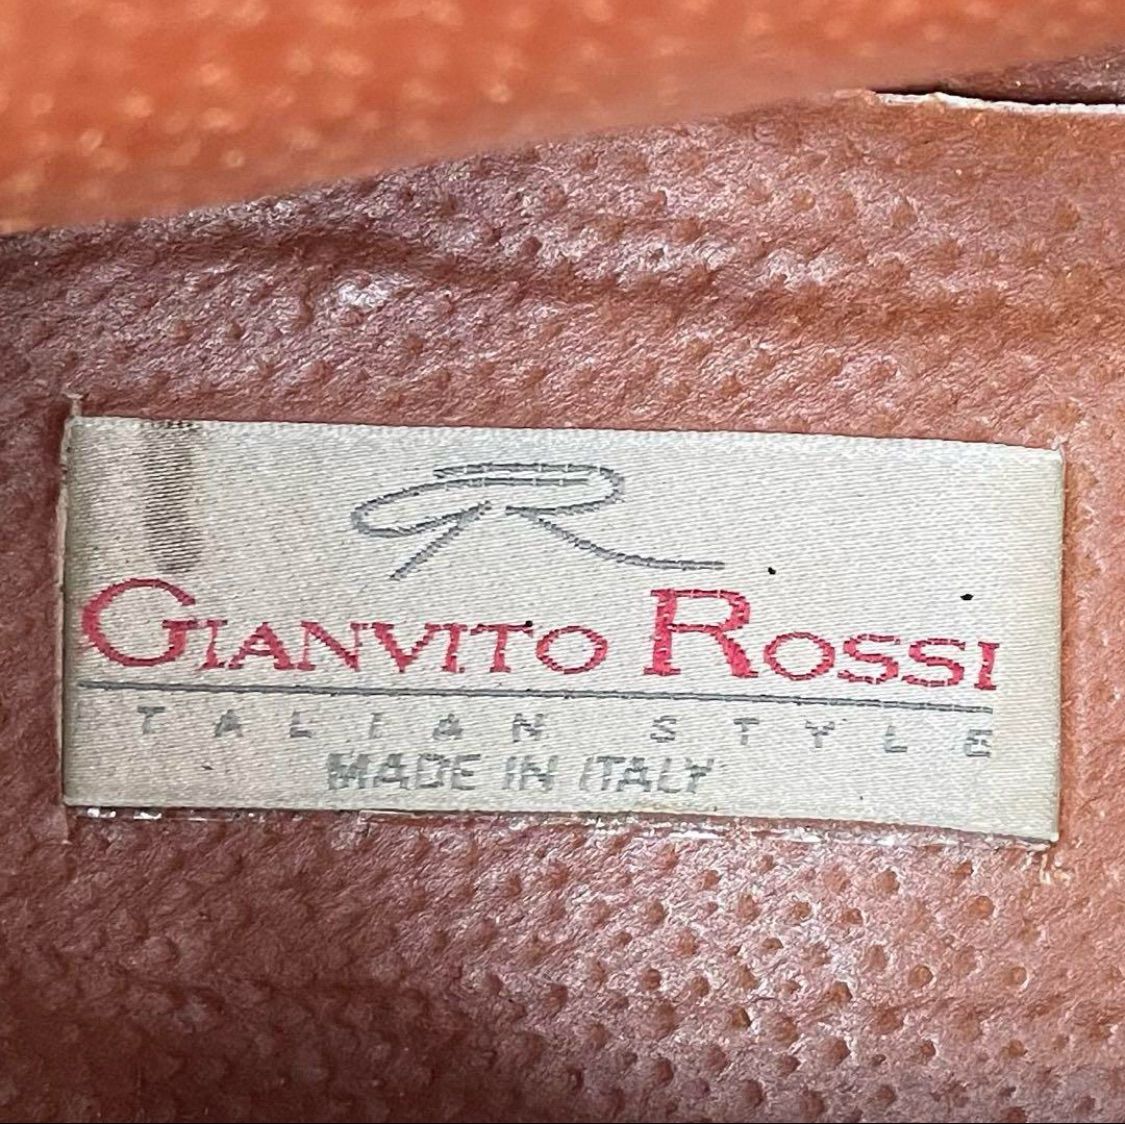 R
GIANVITO ROSSI
TALIAN STYLE
MADE IN ITALY